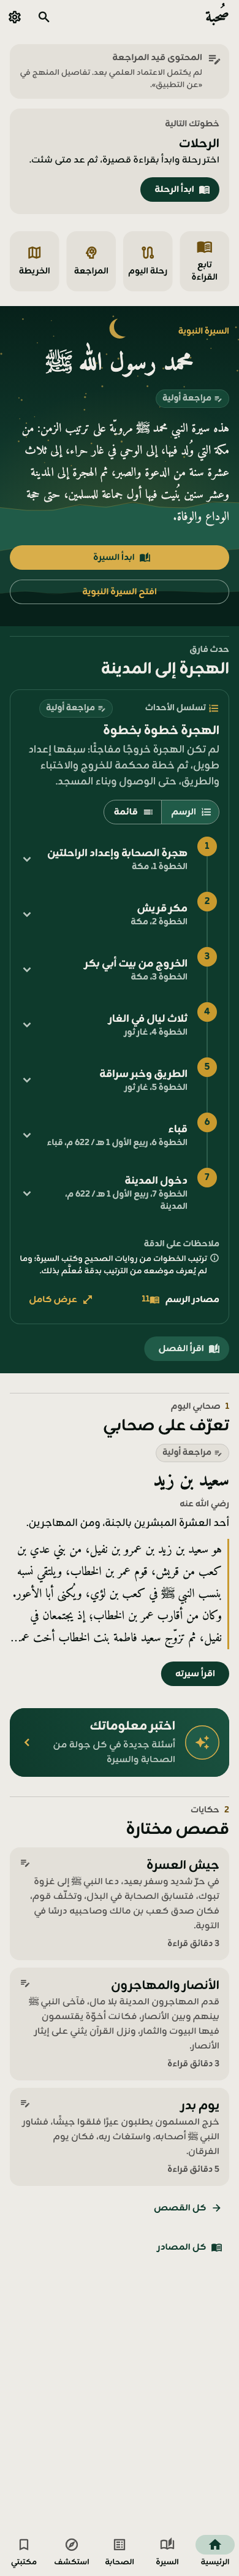 صُحبة
المحتوى قيد المراجعة
لم يكتمل الاعتماد العلمي بعد. تفاصيل المنهج في
«عن التطبيق».
خطوتك التالية
الرحلات
اختر رحلة وابدأ بقراءة قصيرة، ثم عد متى شئت.
ابدأ الرحلة
تابع
القراءة
رحلة اليوم
المراجعة
الخريطة
السيرة النبوية
محمد رسول الله ﷺ
مراجعة أولية
هذه سيرة النبي محمد ﷺ مرويّة على ترتيب الزمن: من
مكة التي وُلد فيها، إلى الوحي في غار حراء، إلى ثلاث
عشرة سنة من الدعوة والصبر، ثم الهجرة إلى المدينة
وعشر سنين بُنيت فيها أول جماعة للمسلمين، حتى حجة
الوداع والوفاة.
ابدأ السيرة
افتح السيرة النبوية
حدث فارق
الهجرة إلى المدينة
تسلسل الأحداث
مراجعة أولية
الهجرة خطوة بخطوة
لم تكن الهجرة خروجًا مفاجئًا؛ سبقها إعداد
طويل، ثم خطة محكمة للخروج والاختباء
والطريق، حتى الوصول وبناء المسجد.
الرسم
قائمة
1
هجرة الصحابة وإعداد الراحلتين
الخطوة 1، مكة
2
مكر قريش
الخطوة 2، مكة
3
الخروج من بيت أبي بكر
الخطوة 3، مكة
4
ثلاث ليال في الغار
الخطوة 4، غار ثور
5
الطريق وخبر سراقة
الخطوة 5، غار ثور
6
قباء
الخطوة 6، ربيع الأول 1 هـ / 622 م، قباء
7
دخول المدينة
الخطوة 7، ربيع الأول 1 هـ / 622 م،
المدينة
ملاحظات على الدقة
ترتيب الخطوات من روايات الصحيح وكتب السيرة؛ وما
لم يُعرف موضعه من الترتيب بدقة مُعلَّم بذلك.
مصادر الرسم 11
عرض كامل
اقرأ الفصل
1 صحابي اليوم
تعرّف على صحابي
مراجعة أولية
سعيد بن زيد
رضي الله عنه
أحد العشرة المبشرين بالجنة، ومن المهاجرين.
هو سعيد بن زيد بن عمرو بن نفيل، من بني عدي بن
كعب من قريش، قوم عمر بن الخطاب، ويلتقي نسبه
بنسب النبي ﷺ في كعب بن لؤي، ويُكنى أبا الأعور.
وكان من أقارب عمر بن الخطاب؛ إذ يجتمعان في
نفيل، ثم تزوّج سعيد فاطمة بنت الخطاب أخت عمـ...
اقرأ سيرته
اختبر معلوماتك
أسئلة جديدة في كل جولة من
الصحابة والسيرة
2 حكايات
قصص مختارة
جيش العسرة
في حرّ شديد وسفر بعيد، دعا النبي ﷺ إلى غزوة
تبوك، فتسابق الصحابة في البذل، وتخلّف قوم،
فكان صدق كعب بن مالك وصاحبيه درسًا في
التوبة.
3 دقائق قراءة
الأنصار والمهاجرون
قدم المهاجرون المدينة بلا مال، فآخى النبي ﷺ
بينهم وبين الأنصار، فكانت أخوّة يقتسمون
فيها البيوت والثمار، ونزل القرآن يثني على إيثار
الأنصار.
3 دقائق قراءة
يوم بدر
خرج المسلمون يطلبون عيرًا فلقوا جيشًا، فشاور
النبي ﷺ أصحابه، واستغاث ربه، فكان يوم
الفرقان.
5 دقائق قراءة
كل القصص
كل المصادر
الرئيسية
السيرة
الصحابة
استكشف
مكتبتي